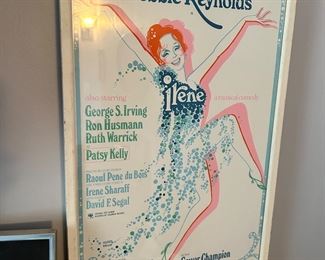 Debbie Reynolds
irene
a musical comedy
also starring
George S. Irving
Ron Husmann
Ruth Warrick
Patsy Kelly
Raoul Pene du Bois
Irene Sharaff
David F. Segal
Gower Champion